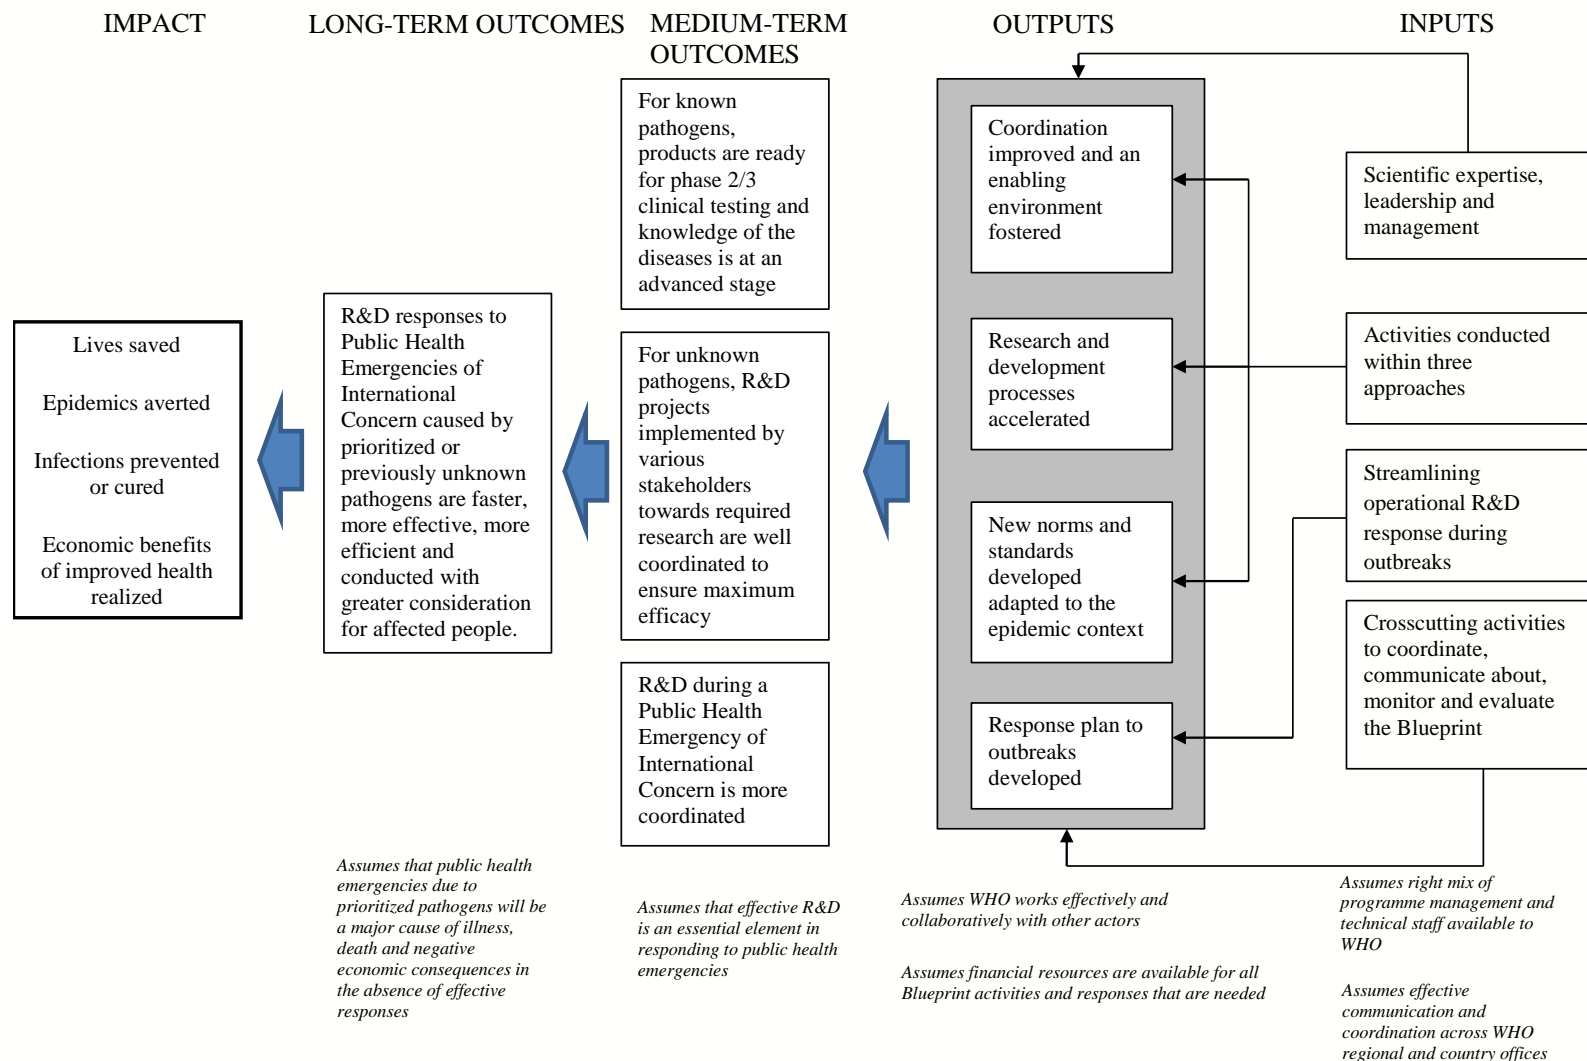 IMPACT
LONG-TERM OUTCOMES
MEDIUM-TERM
OUTCOMES
OUTPUTS
INPUTS
Lives saved
Epidemics averted
Infections prevented
or cured
Economic benefits
of improved health
realized
R&D responses to
Public Health
Emergencies of
International
Concern caused by
prioritized or
previously unknown
pathogens are faster,
more effective, more
efficient and
conducted with
greater consideration
for affected people.
Assumes that public health
emergencies due to
prioritized pathogens will be
a major cause of illness,
death and negative
economic consequences in
the absence of effective
responses
For known
pathogens,
products are ready
for phase 2/3
clinical testing and
knowledge of the
diseases is at an
advanced stage
For unknown
pathogens, R&D
projects
implemented by
various
stakeholders
towards required
research are well
coordinated to
ensure maximum
efficacy
R&D during a
Public Health
Emergency of
International
Concern is more
coordinated
Assumes that effective R&D
is an essential element in
responding to public health
emergencies
Coordination
improved and an
enabling
environment
fostered
Research and
development
processes
accelerated
New norms and
standards
developed
adapted to the
epidemic context
Response plan to
outbreaks
developed
Assumes WHO works effectively and
collaboratively with other actors
Assumes financial resources are available for all
Blueprint activities and responses that are needed
Scientific expertise,
leadership and
management
Activities conducted
within three
approaches
Streamlining
operational R&D
response during
outbreaks
Crosscutting activities
to coordinate,
communicate about,
monitor and evaluate
the Blueprint
Assumes right mix of
programme management and
technical staff available to
WHO
Assumes effective
communication and
coordination across WHO
regional and country offices